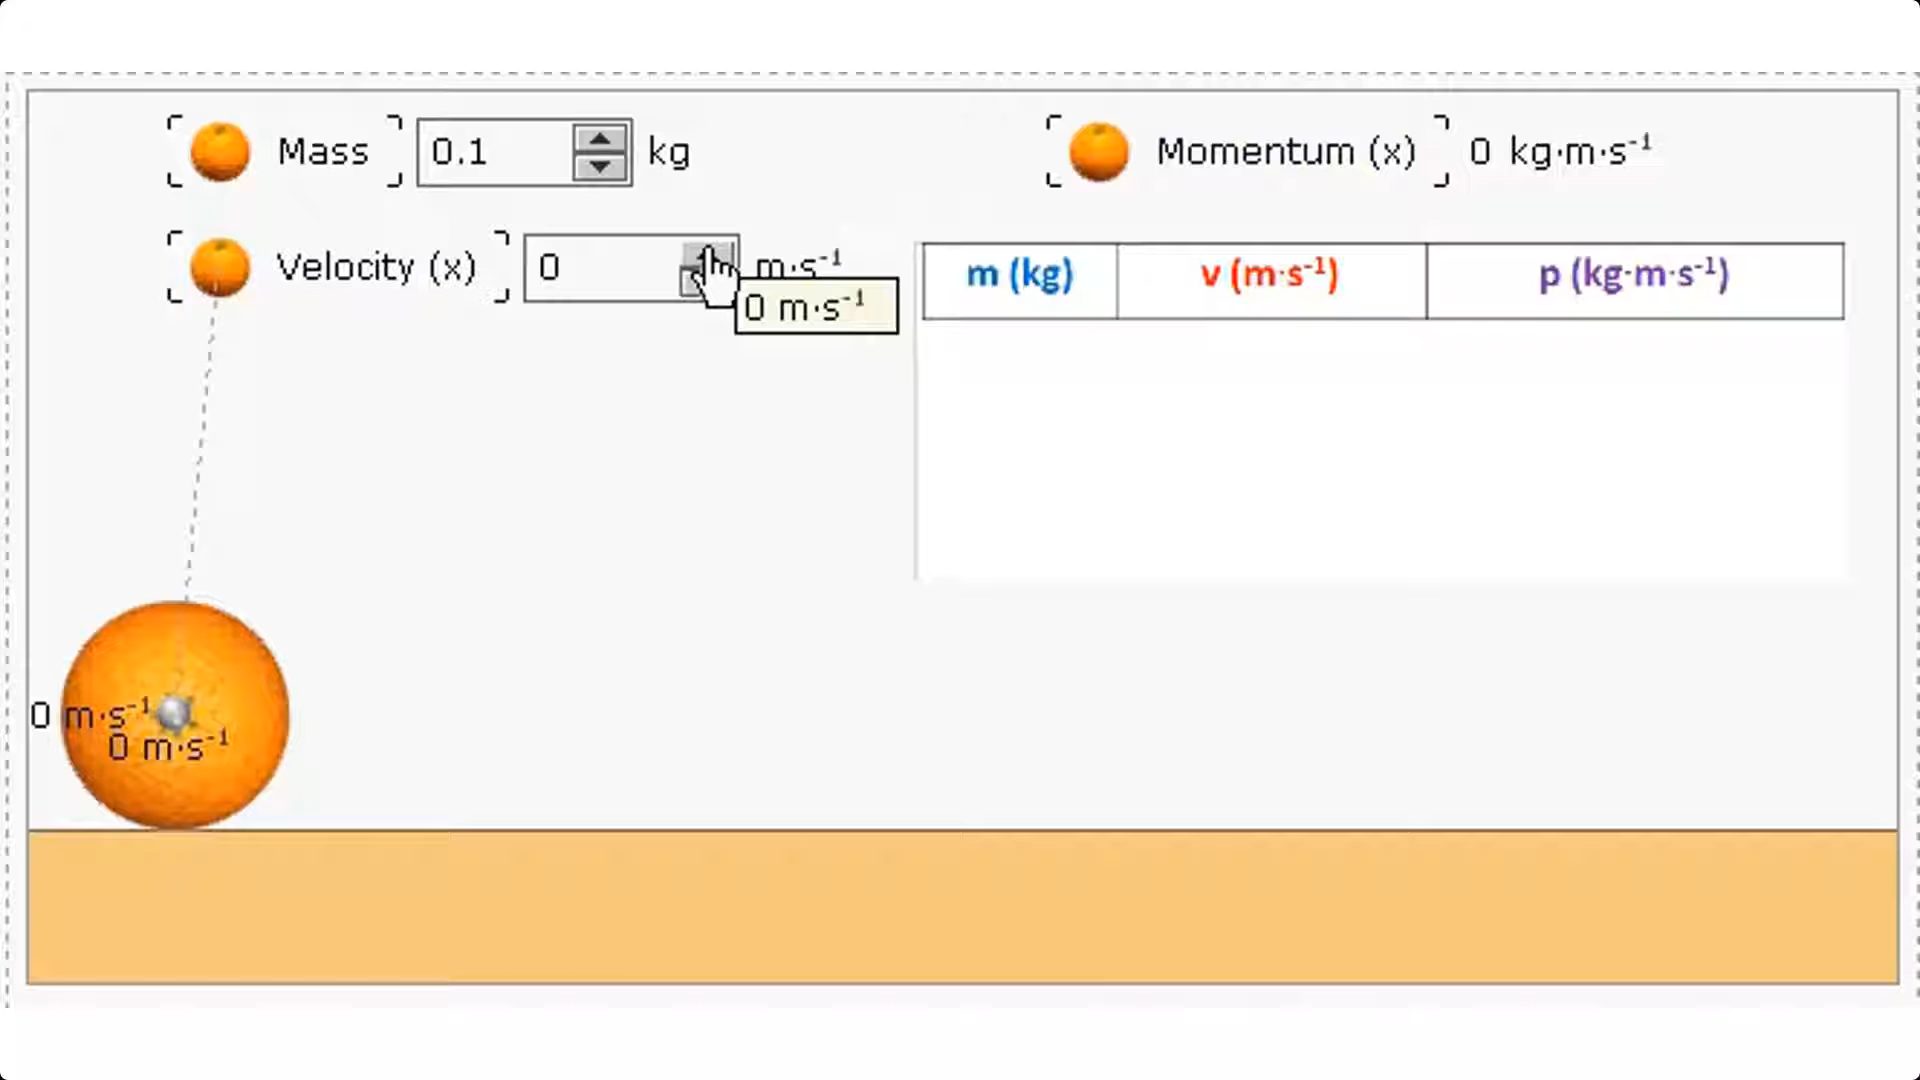 Mass 0.1 kg
Momentum (x) 0 kg·m·s⁻¹
Velocity (x) 0 m·s⁻¹
0 m·s⁻¹
m (kg) v (m·s⁻¹) p (kg·m·s⁻¹)
0 m·s⁻¹
0 m·s⁻¹